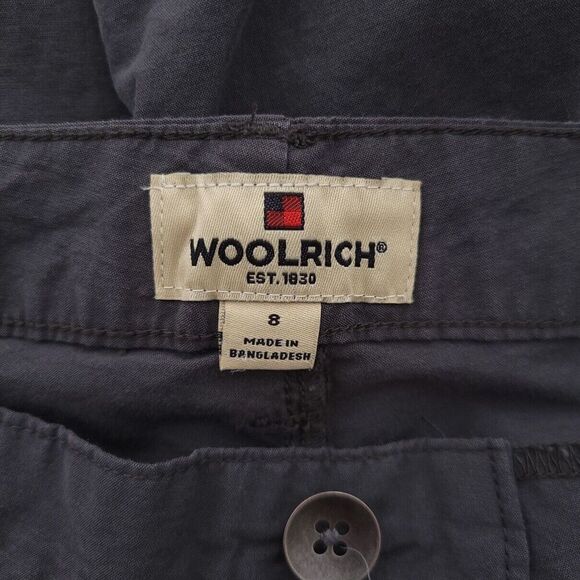 WOOLRICH®
EST. 1830
8
MADE IN
BANGLADESH